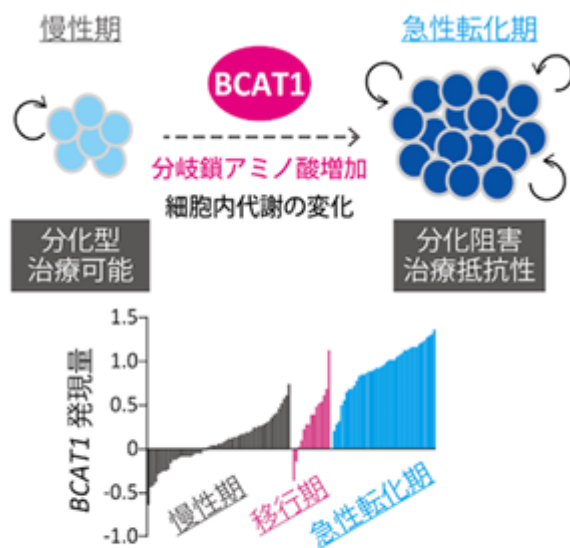 慢性期
急性転化期
BCAT1
分岐鎖アミノ酸増加
細胞内代謝の変化
分化型
治療可能
分化阻害
治療抵抗性
BCAT1 発現量
1.5
1.0
0.5
0
-0.5
-1.0
慢性期
移行期
急性転化期